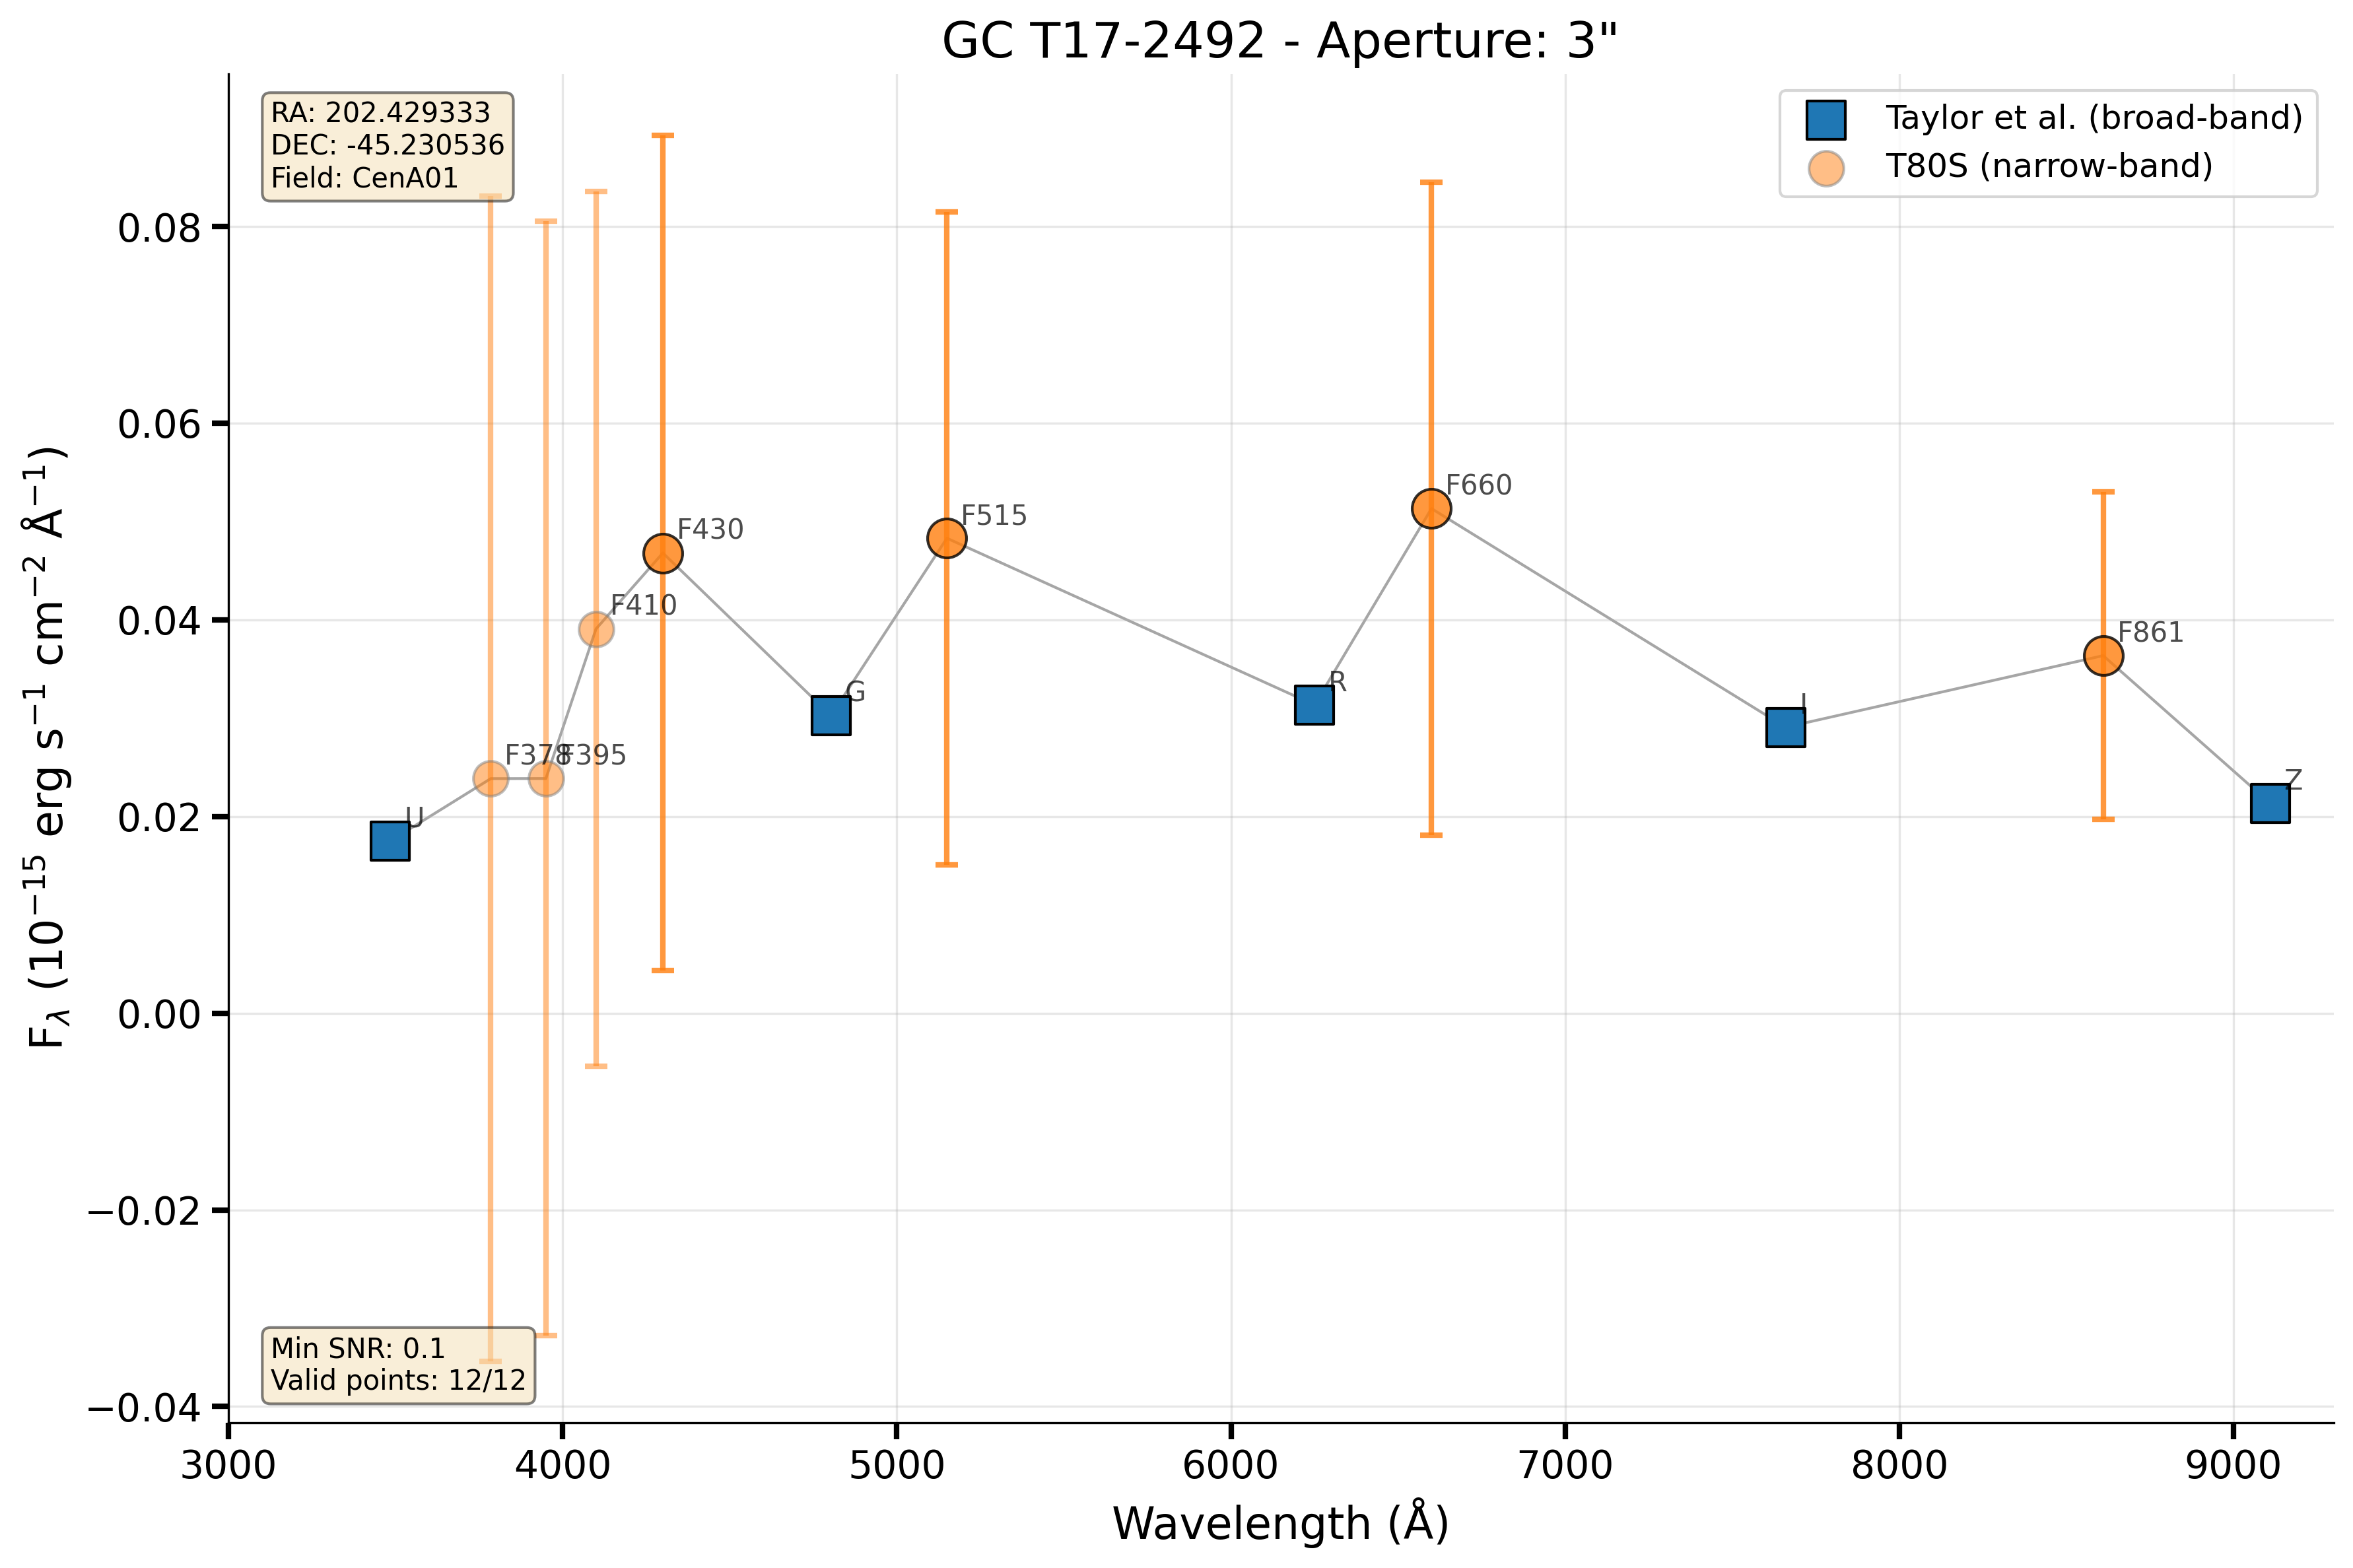 GC T17-2492 - Aperture: 3"
RA: 202.429333
DEC: -45.230536
Field: CenA01
Taylor et al. (broad-band)
T80S (narrow-band)
0.08
0.06
0.04
0.02
0.00
−0.02
−0.04
F660
F515
F430
F861
F410
R
G
I
F378
F395
Z
U
Min SNR: 0.1
Valid points: 12/12
3000 4000 5000 6000 7000 8000 9000
Wavelength (Å)
Fλ (10⁻¹⁵ erg s⁻¹ cm⁻² Å⁻¹)